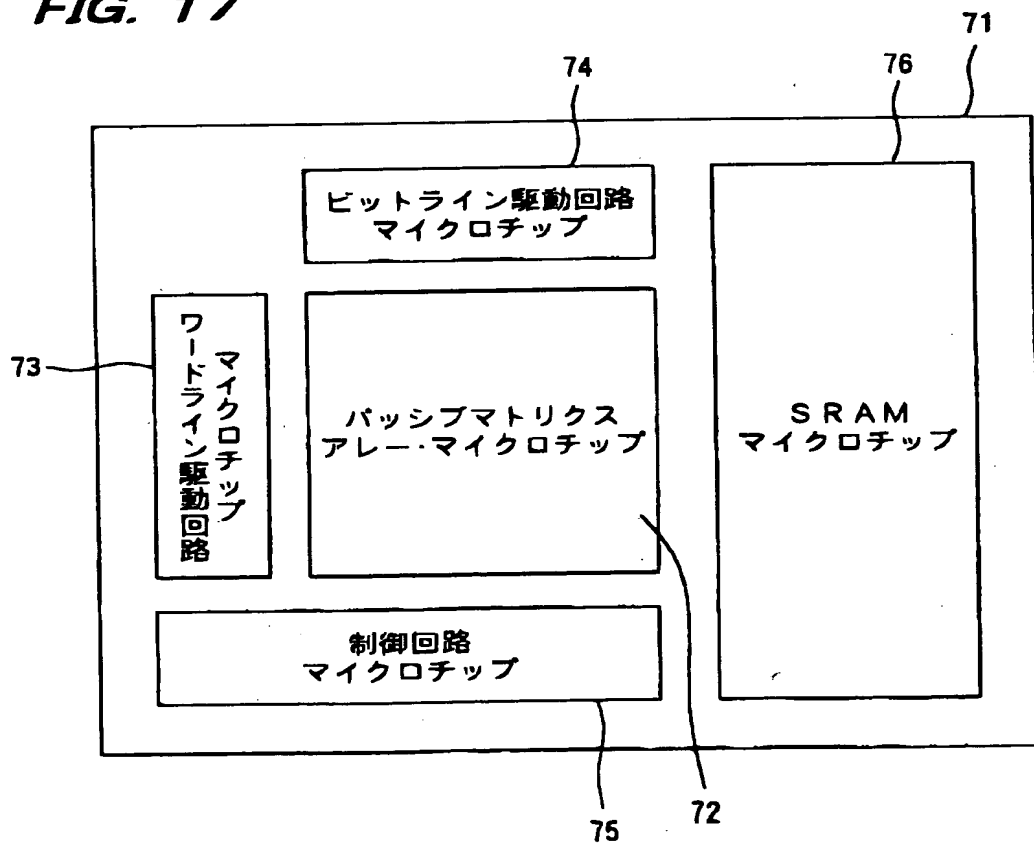 FIG. 17
71
74
76
ビットライン駆動回路
マイクロチップ
73
ワードライン駆動回路
マイクロチップ
パッシブマトリクス
アレー・マイクロチップ
SRAM
マイクロチップ
制御回路
マイクロチップ
72
75